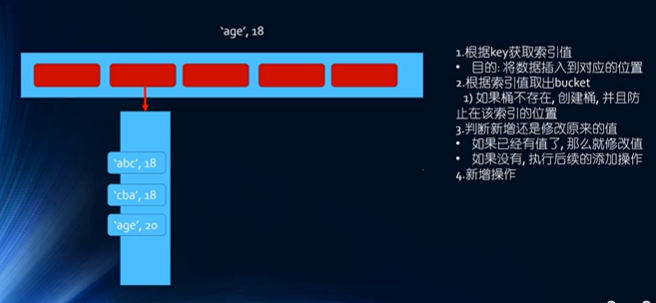 'age', 18
'abc', 18
'cba', 18
'age', 20
1.根据key获取索引值
• 目的: 将数据插入到对应的位置
2.根据索引值取出bucket
1) 如果桶不存在, 创建桶, 并且防
止在该索引的位置
3.判断新增还是修改原来的值
• 如果已经有值了, 那么就修改值
• 如果没有, 执行后续的添加操作
4.新增操作